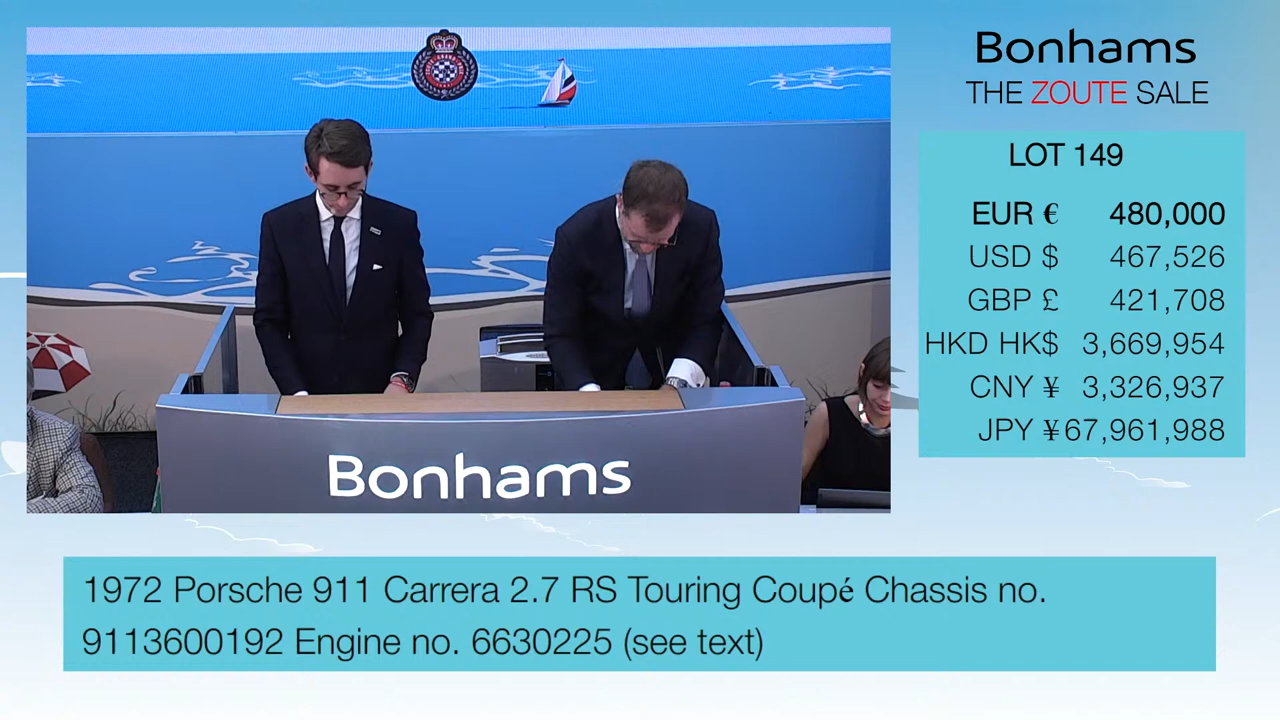 Bonhams
THE ZOUTE SALE
LOT 149
EUR € 480,000
USD $ 467,526
GBP £ 421,708
HKD HK$ 3,669,954
CNY ¥ 3,326,937
JPY ¥ 67,961,988
Bonhams
1972 Porsche 911 Carrera 2.7 RS Touring Coupé Chassis no.
9113600192 Engine no. 6630225 (see text)